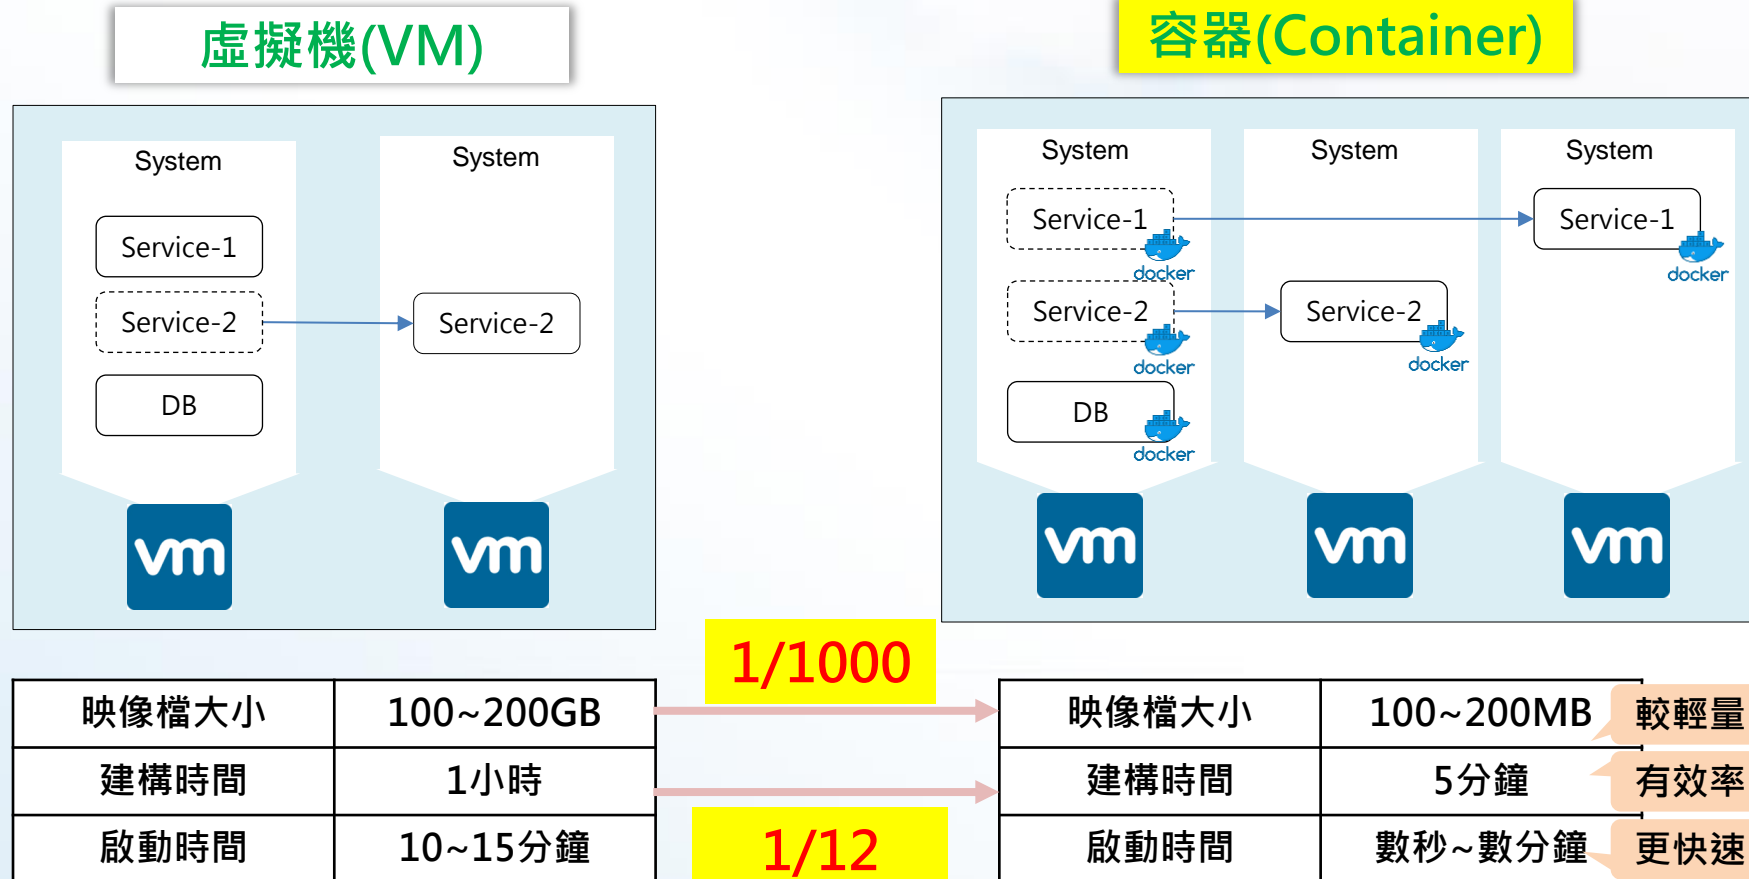 虛擬機(VM)
System
Service-1
Service-2
DB
vm
System
Service-2
vm
容器(Container)
System
Service-1
docker
Service-2
docker
DB
docker
vm
System
Service-2
docker
vm
System
Service-1
docker
vm
映像檔大小 100~200GB
建構時間 1小時
啟動時間 10~15分鐘
1/1000
1/12
映像檔大小 100~200MB 較輕量
建構時間 5分鐘 有效率
啟動時間 數秒~數分鐘 更快速